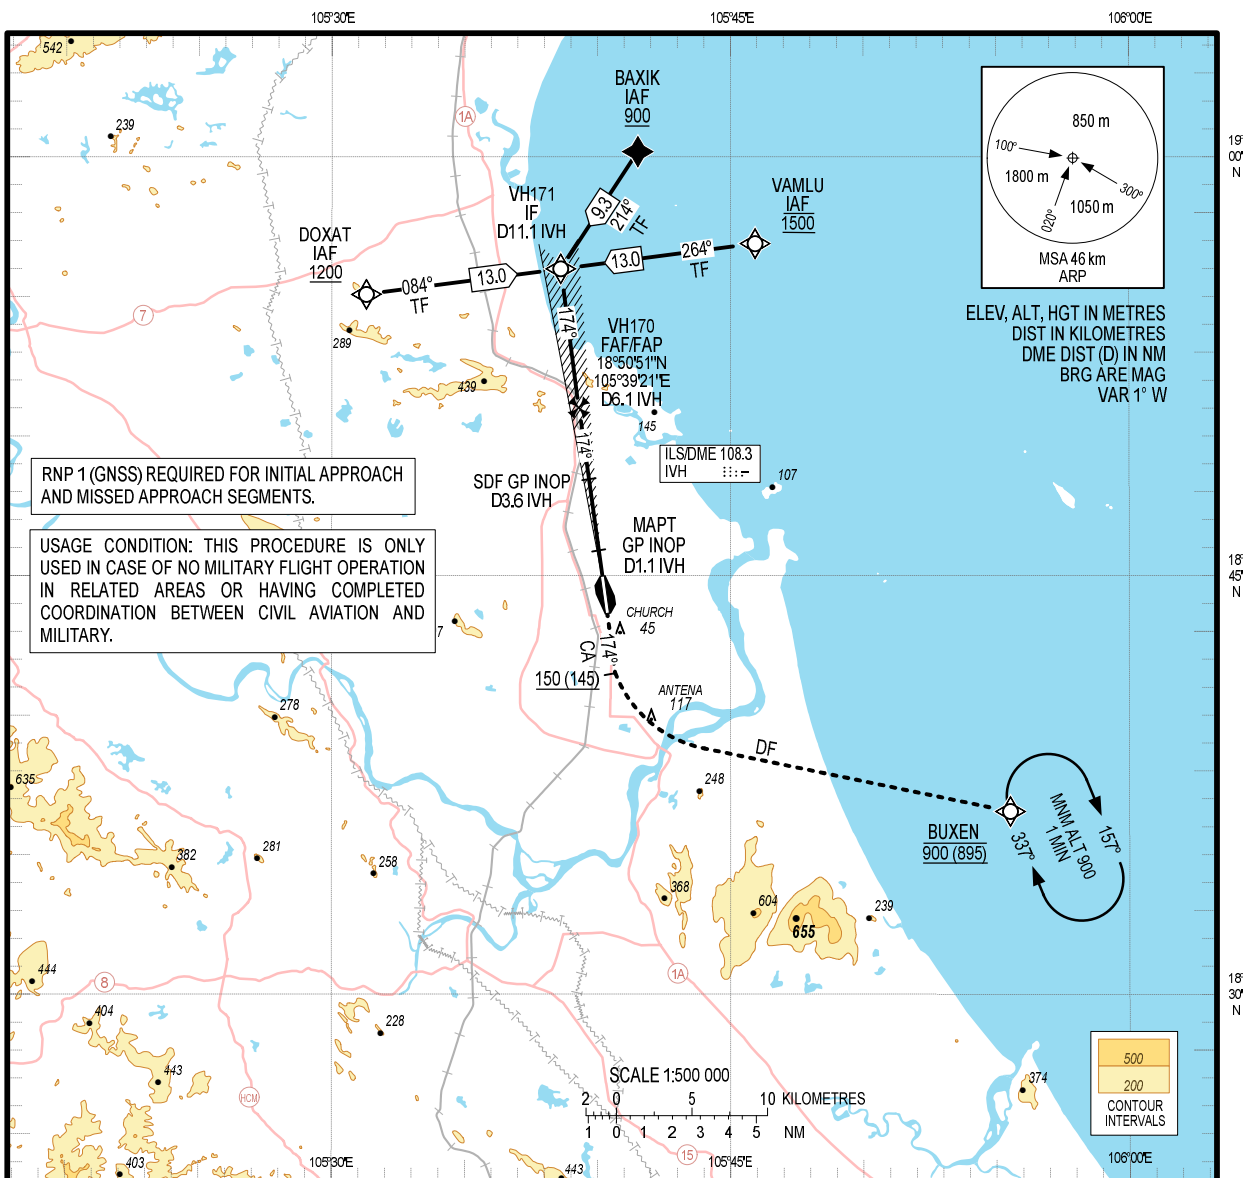 105°30'E
105°45'E
106°00'E
542
239
1A
BAXIK
IAF
900
850 m
100°
1800 m
300°
020°
1050 m
MSA 46 km
ARP
19°
00'
N
VH171
IF
D11.1 IVH
9.3
214°
TF
VAMLU
IAF
1500
DOXAT
IAF
1200
084°
TF
13.0
13.0
264°
TF
ELEV, ALT, HGT IN METRES
DIST IN KILOMETRES
DME DIST (D) IN NM
BRG ARE MAG
VAR 1° W
7
289
439
174°
VH170
FAF/FAP
18°50'51"N
105°39'21"E
D6.1 IVH
145
174°
ILS/DME 108.3
IVH
107
RNP 1 (GNSS) REQUIRED FOR INITIAL APPROACH
AND MISSED APPROACH SEGMENTS.
SDF GP INOP
D3.6 IVH
USAGE CONDITION: THIS PROCEDURE IS ONLY
USED IN CASE OF NO MILITARY FLIGHT OPERATION
IN RELATED AREAS OR HAVING COMPLETED
COORDINATION BETWEEN CIVIL AVIATION AND
MILITARY.
MAPT
GP INOP
D1.1 IVH
18°
45'
N
7
CHURCH
45
CA
174°
150 (145)
ANTENA
117
278
DF
635
248
BUXEN
900 (895)
337°
MNM ALT 900
1 MIN
157°
382
281
258
368
604
655
239
444
8
1A
18°
30'
N
404
228
443
HCM
SCALE 1:500 000
2 0 5 10 KILOMETRES
1 0 1 2 3 4 5 NM
374
500
200
CONTOUR
INTERVALS
403
443
15
105°30'E
105°45'E
106°00'E